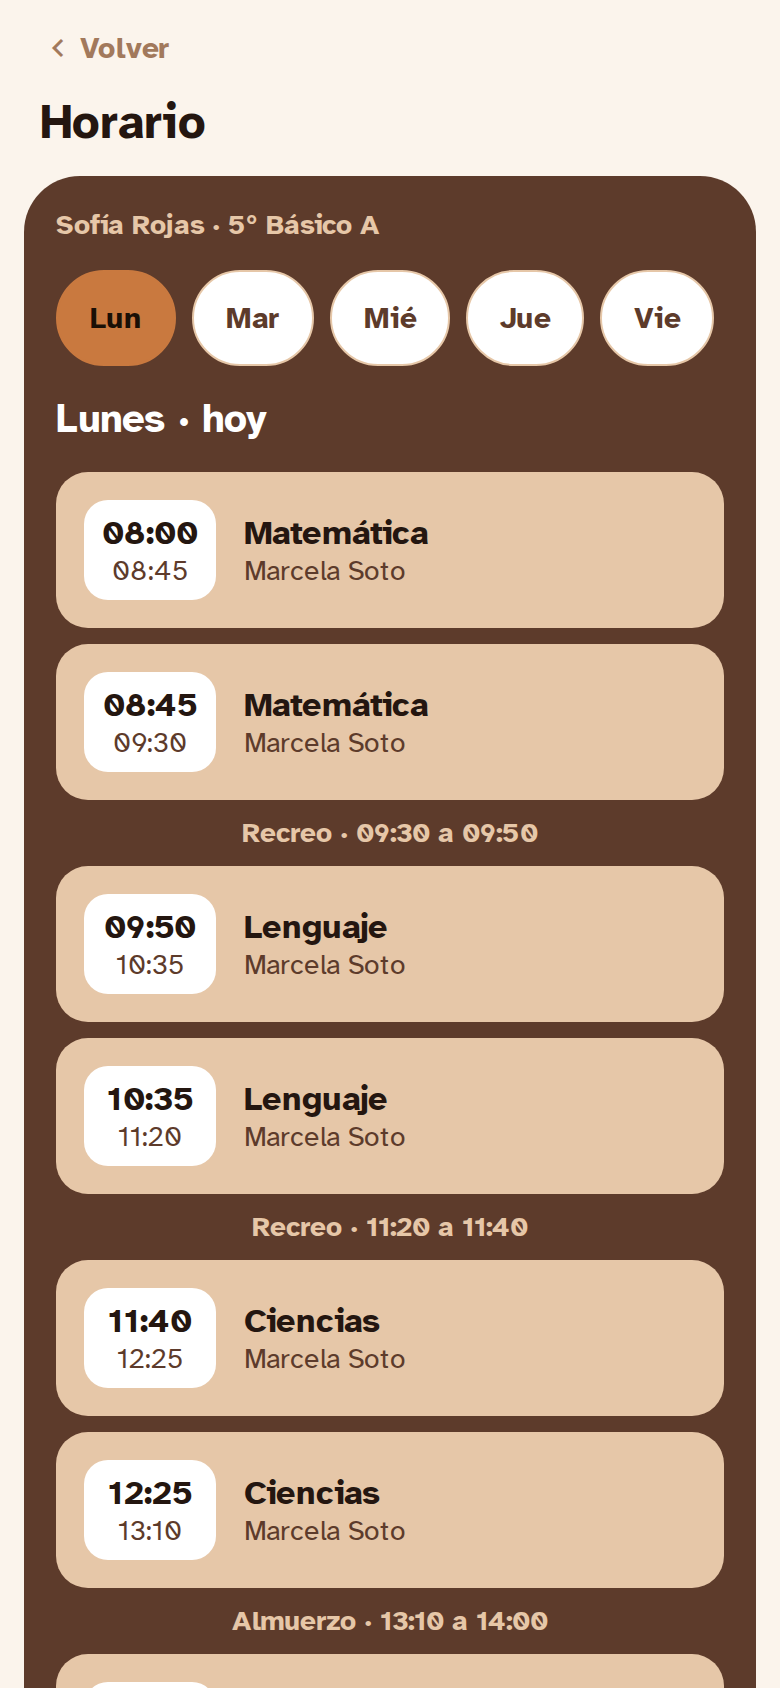 Volver
Horario
Sofía Rojas · 5° Básico A
Lun Mar Mié Jue Vie
Lunes · hoy
08:00 Matemática
08:45 Marcela Soto
08:45 Matemática
09:30 Marcela Soto
Recreo · 09:30 a 09:50
09:50 Lenguaje
10:35 Marcela Soto
10:35 Lenguaje
11:20 Marcela Soto
Recreo · 11:20 a 11:40
11:40 Ciencias
12:25 Marcela Soto
12:25 Ciencias
13:10 Marcela Soto
Almuerzo · 13:10 a 14:00